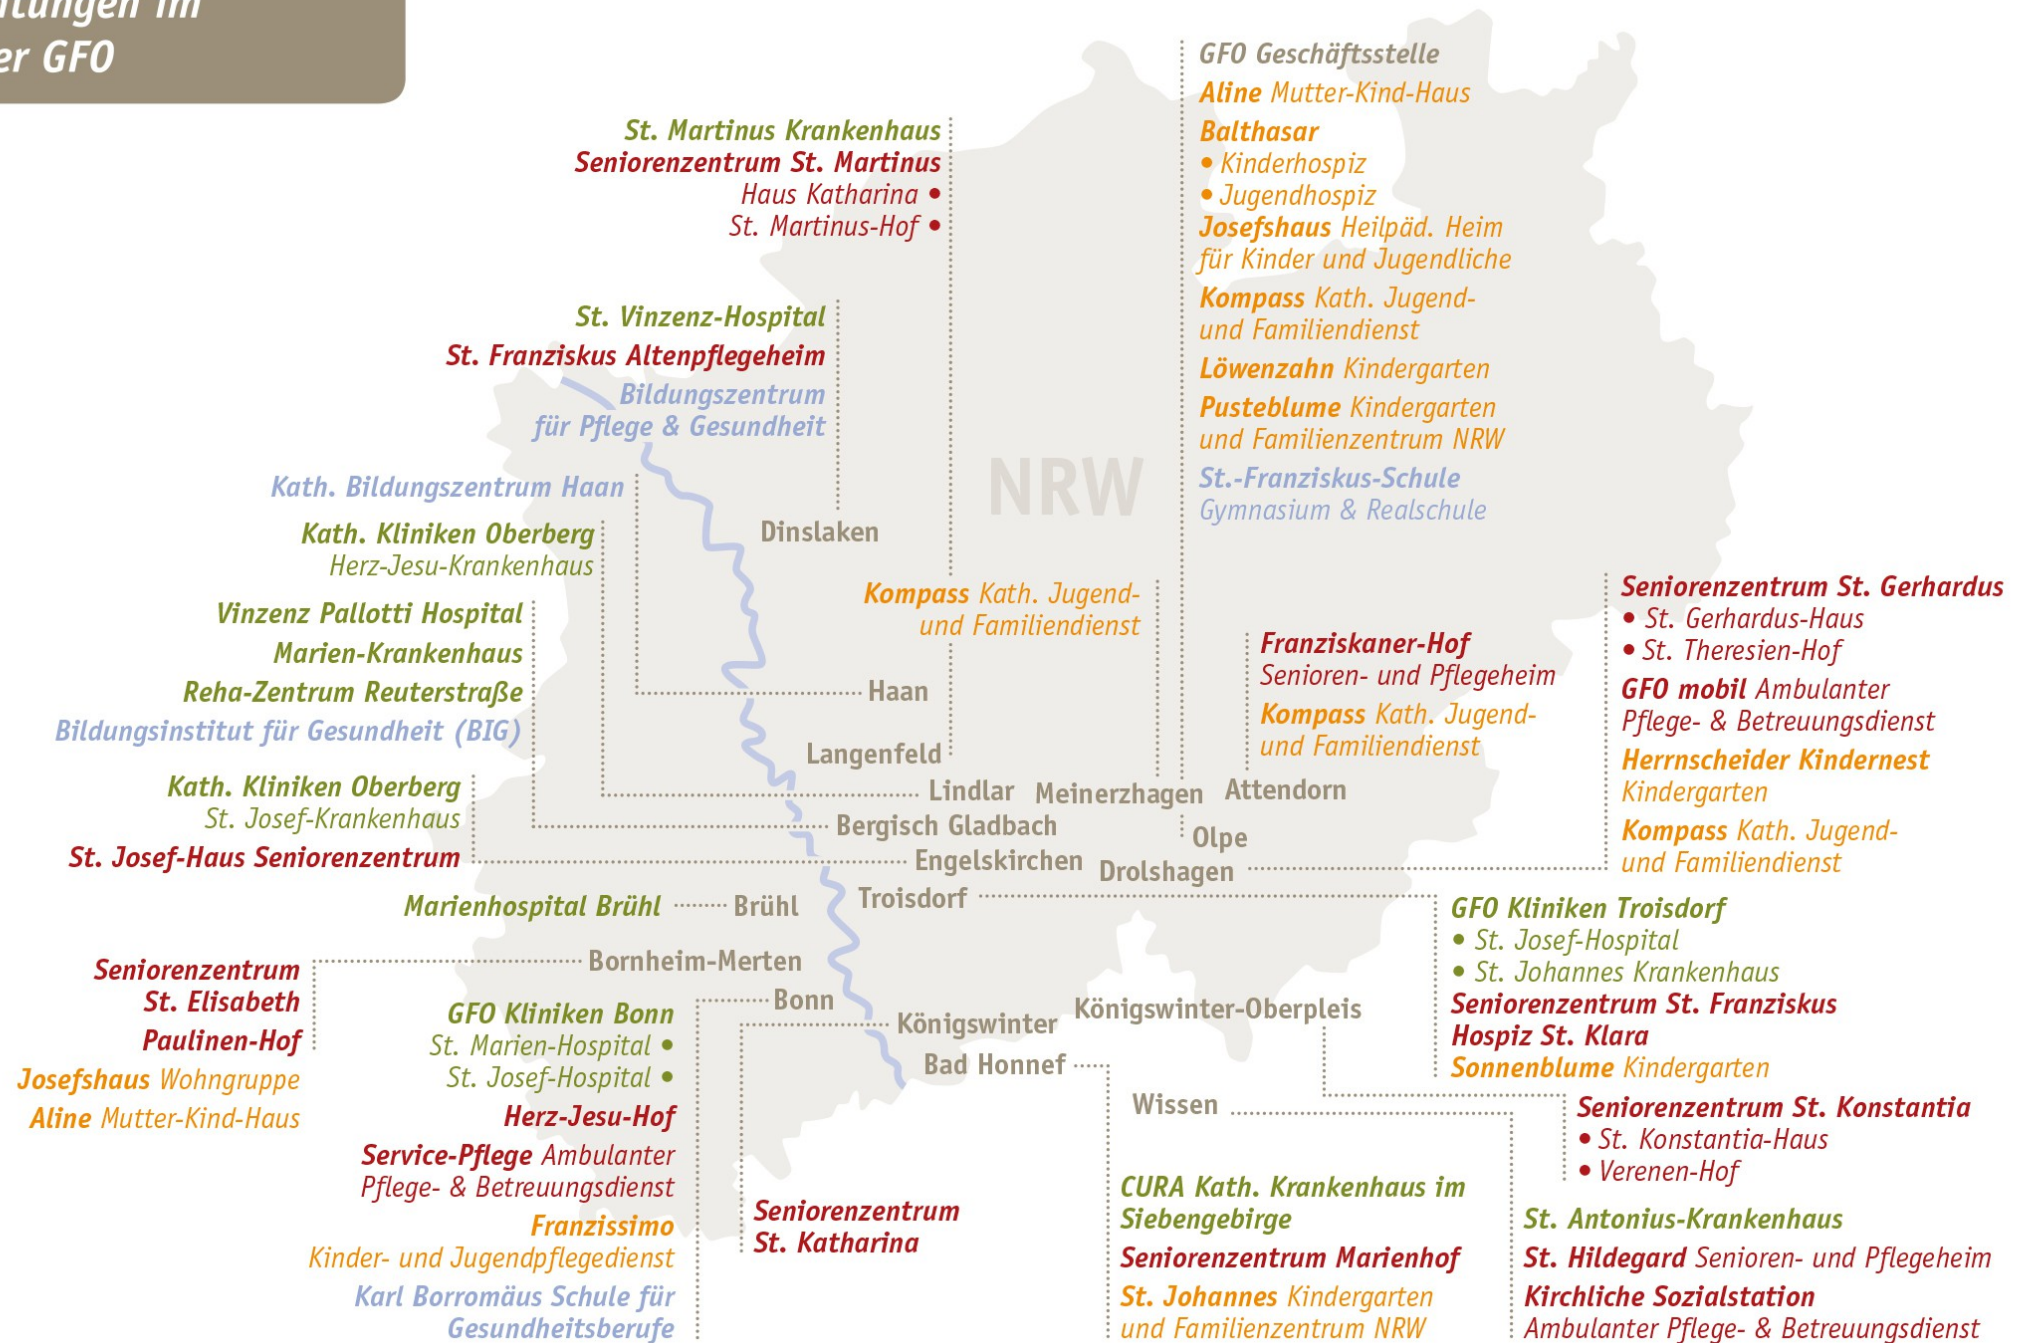 er GFO
GFO Geschäftsstelle
Aline Mutter-Kind-Haus
Balthasar
• Kinderhospiz
• Jugendhospiz
Josefshaus Heilpäd. Heim
für Kinder und Jugendliche
Kompass Kath. Jugend-
und Familiendienst
Löwenzahn Kindergarten
Pusteblume Kindergarten
und Familienzentrum NRW
St.-Franziskus-Schule
Gymnasium & Realschule
St. Martinus Krankenhaus
Seniorenzentrum St. Martinus
Haus Katharina •
St. Martinus-Hof •
St. Vinzenz-Hospital
St. Franziskus Altenpflegeheim
Bildungszentrum
für Pflege & Gesundheit
NRW
Kath. Bildungszentrum Haan
Kath. Kliniken Oberberg
Herz-Jesu-Krankenhaus
Dinslaken
Vinzenz Pallotti Hospital
Marien-Krankenhaus
Reha-Zentrum Reuterstraße
Bildungsinstitut für Gesundheit (BIG)
Kompass Kath. Jugend-
und Familiendienst
Franziskaner-Hof
Senioren- und Pflegeheim
Kompass Kath. Jugend-
und Familiendienst
Seniorenzentrum St. Gerhardus
• St. Gerhardus-Haus
• St. Theresien-Hof
GFO mobil Ambulanter
Pflege- & Betreuungsdienst
Herrnscheider Kindernest
Kindergarten
Kompass Kath. Jugend-
und Familiendienst
Haan
Langenfeld
Lindlar
Meinerzhagen
Attendorn
Kath. Kliniken Oberberg
St. Josef-Krankenhaus
St. Josef-Haus Seniorenzentrum
Bergisch Gladbach
Olpe
Engelskirchen
Drolshagen
Marienhospital Brühl
Brühl
Troisdorf
GFO Kliniken Troisdorf
• St. Josef-Hospital
• St. Johannes Krankenhaus
Seniorenzentrum St. Franziskus
Hospiz St. Klara
Sonnenblume Kindergarten
Bornheim-Merten
Seniorenzentrum
St. Elisabeth
Paulinen-Hof
Josefshaus Wohngruppe
Aline Mutter-Kind-Haus
Bonn
GFO Kliniken Bonn
St. Marien-Hospital •
St. Josef-Hospital •
Herz-Jesu-Hof
Service-Pflege Ambulanter
Pflege- & Betreuungsdienst
Franzissimo
Kinder- und Jugendpflegedienst
Karl Borromäus Schule für
Gesundheitsberufe
Königswinter
Königswinter-Oberpleis
Bad Honnef
Wissen
Seniorenzentrum
St. Katharina
CURA Kath. Krankenhaus im
Siebengebirge
Seniorenzentrum Marienhof
St. Johannes Kindergarten
und Familienzentrum NRW
Seniorenzentrum St. Konstantia
• St. Konstantia-Haus
• Verenen-Hof
St. Antonius-Krankenhaus
St. Hildegard Senioren- und Pflegeheim
Kirchliche Sozialstation
Ambulanter Pflege- & Betreuungsdienst